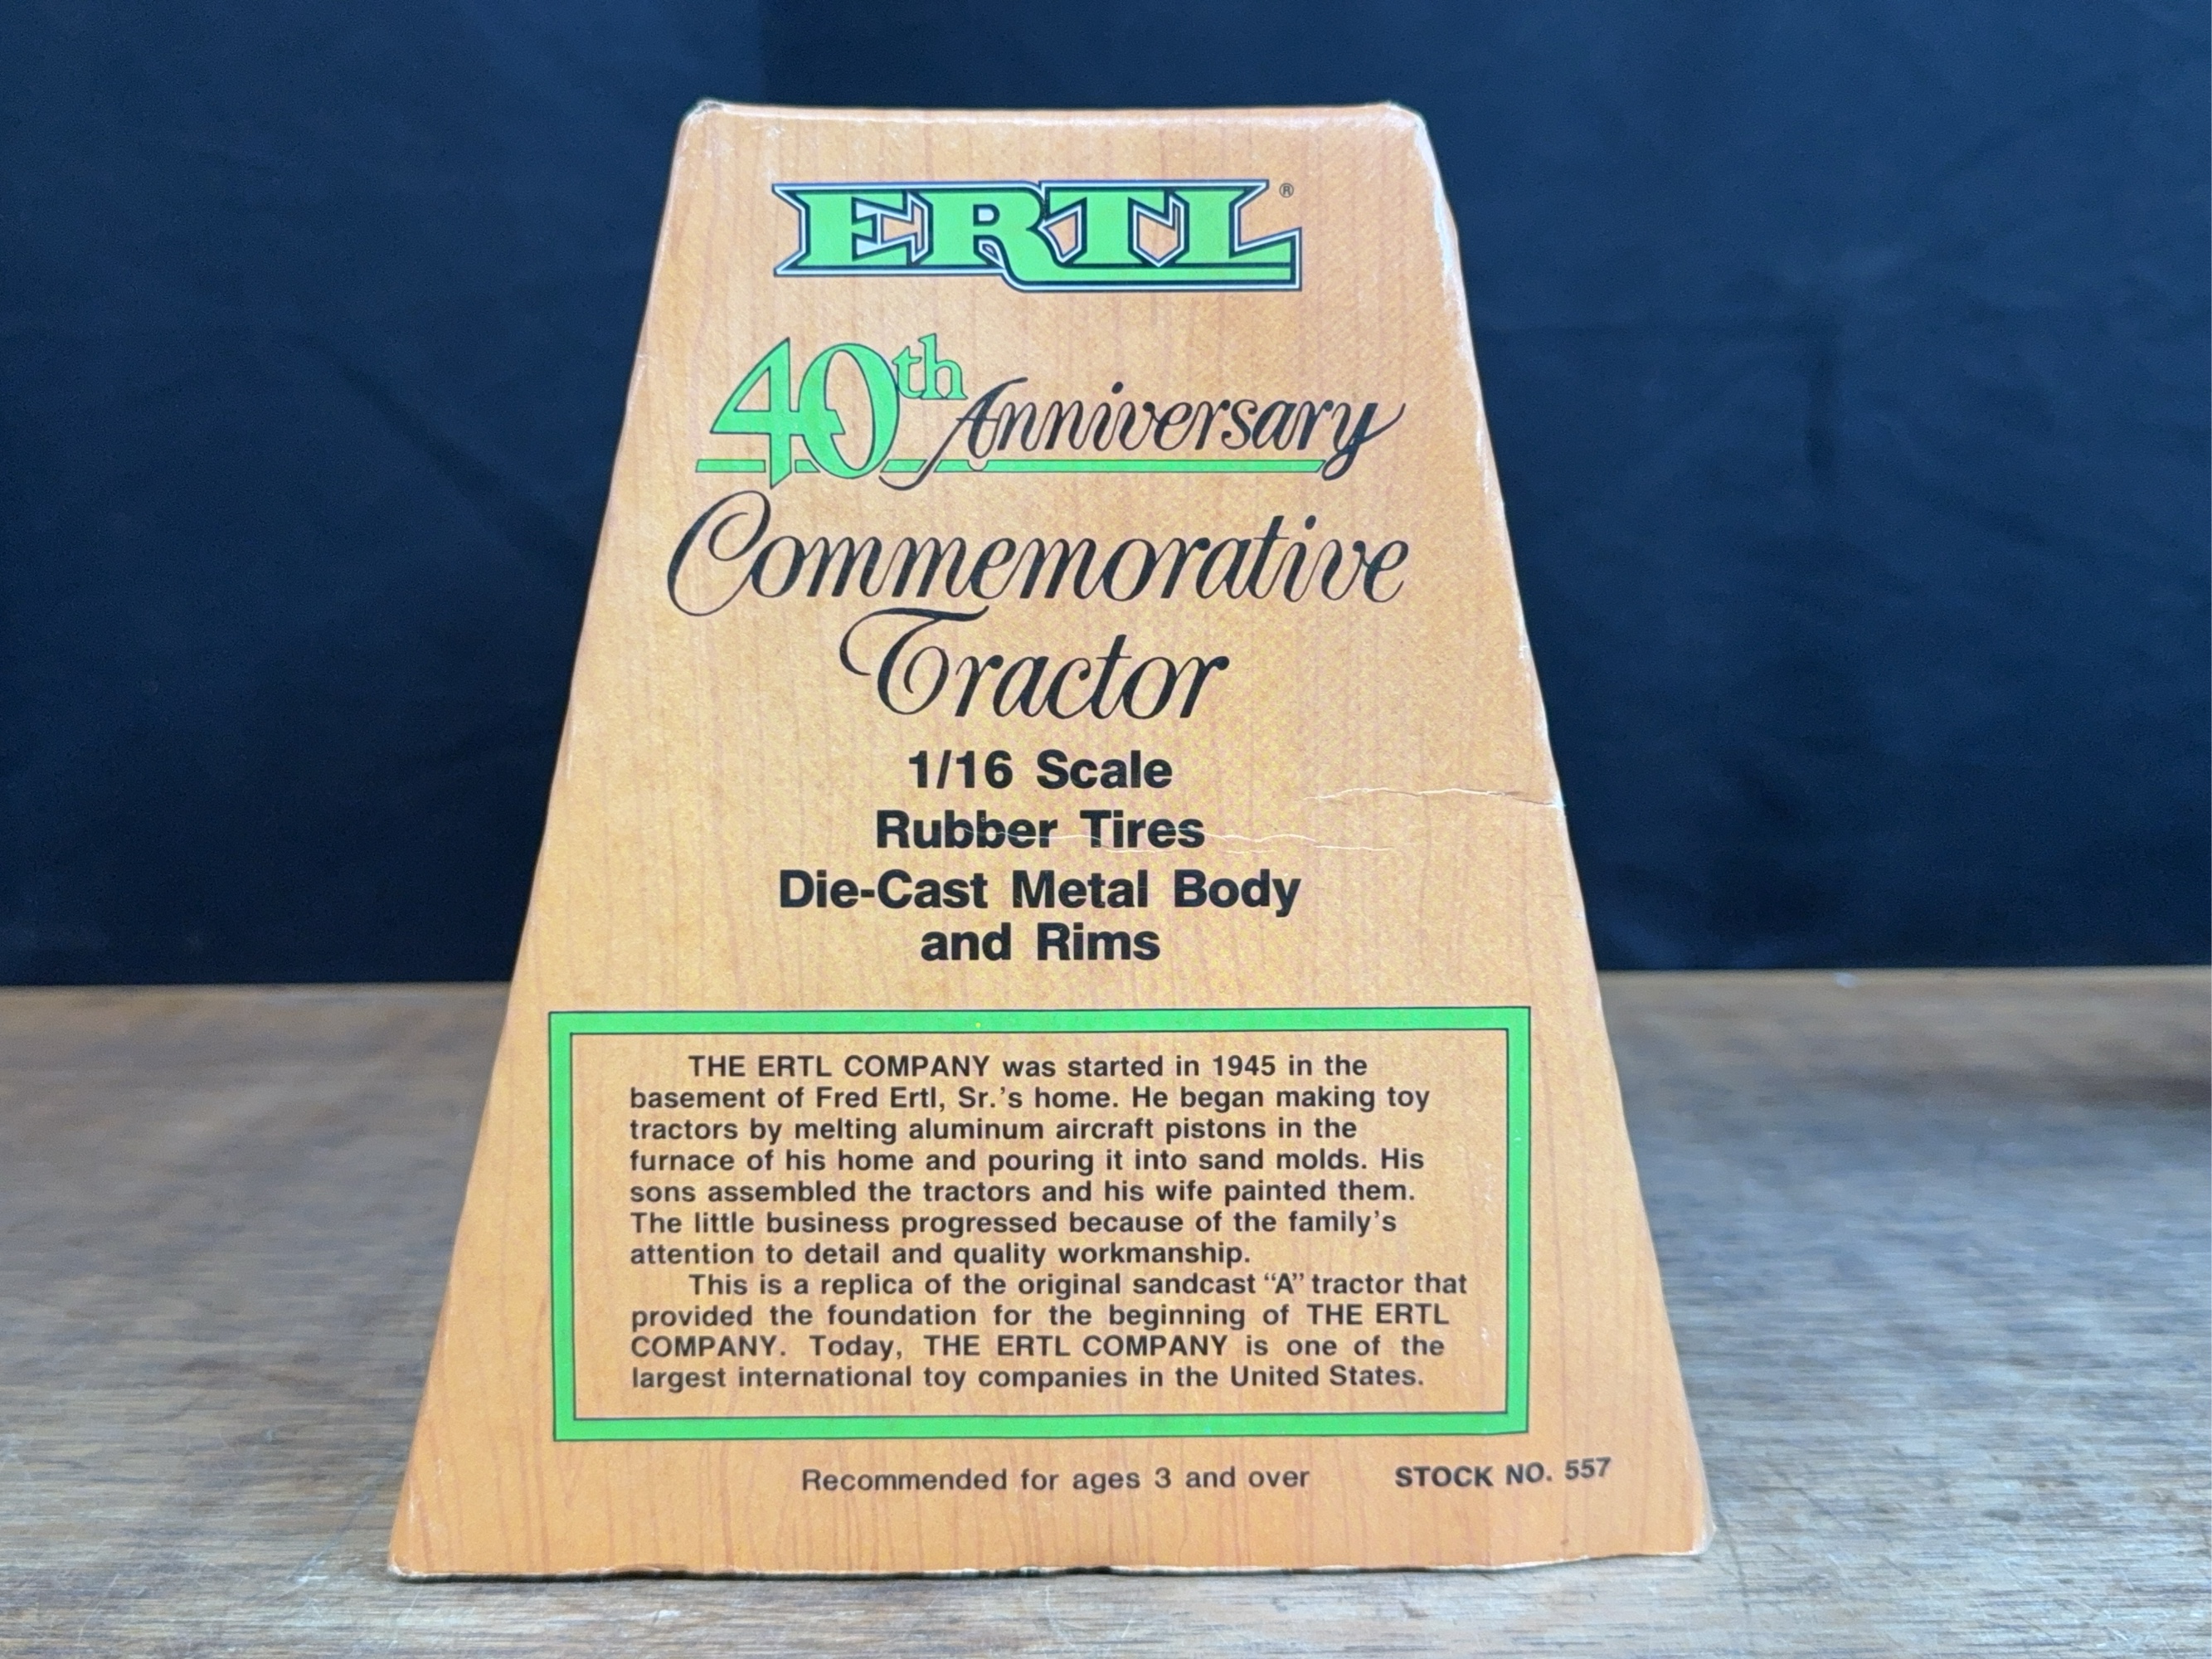 ERTL®
40th Anniversary
Commemorative
Tractor
1/16 Scale
Rubber Tires
Die-Cast Metal Body
and Rims
THE ERTL COMPANY was started in 1945 in the
basement of Fred Ertl, Sr.'s home. He began making toy
tractors by melting aluminum aircraft pistons in the
furnace of his home and pouring it into sand molds. His
sons assembled the tractors and his wife painted them.
The little business progressed because of the family's
attention to detail and quality workmanship.
This is a replica of the original sandcast “A” tractor that
provided the foundation for the beginning of THE ERTL
COMPANY. Today, THE ERTL COMPANY is one of the
largest international toy companies in the United States.
Recommended for ages 3 and over STOCK NO. 557